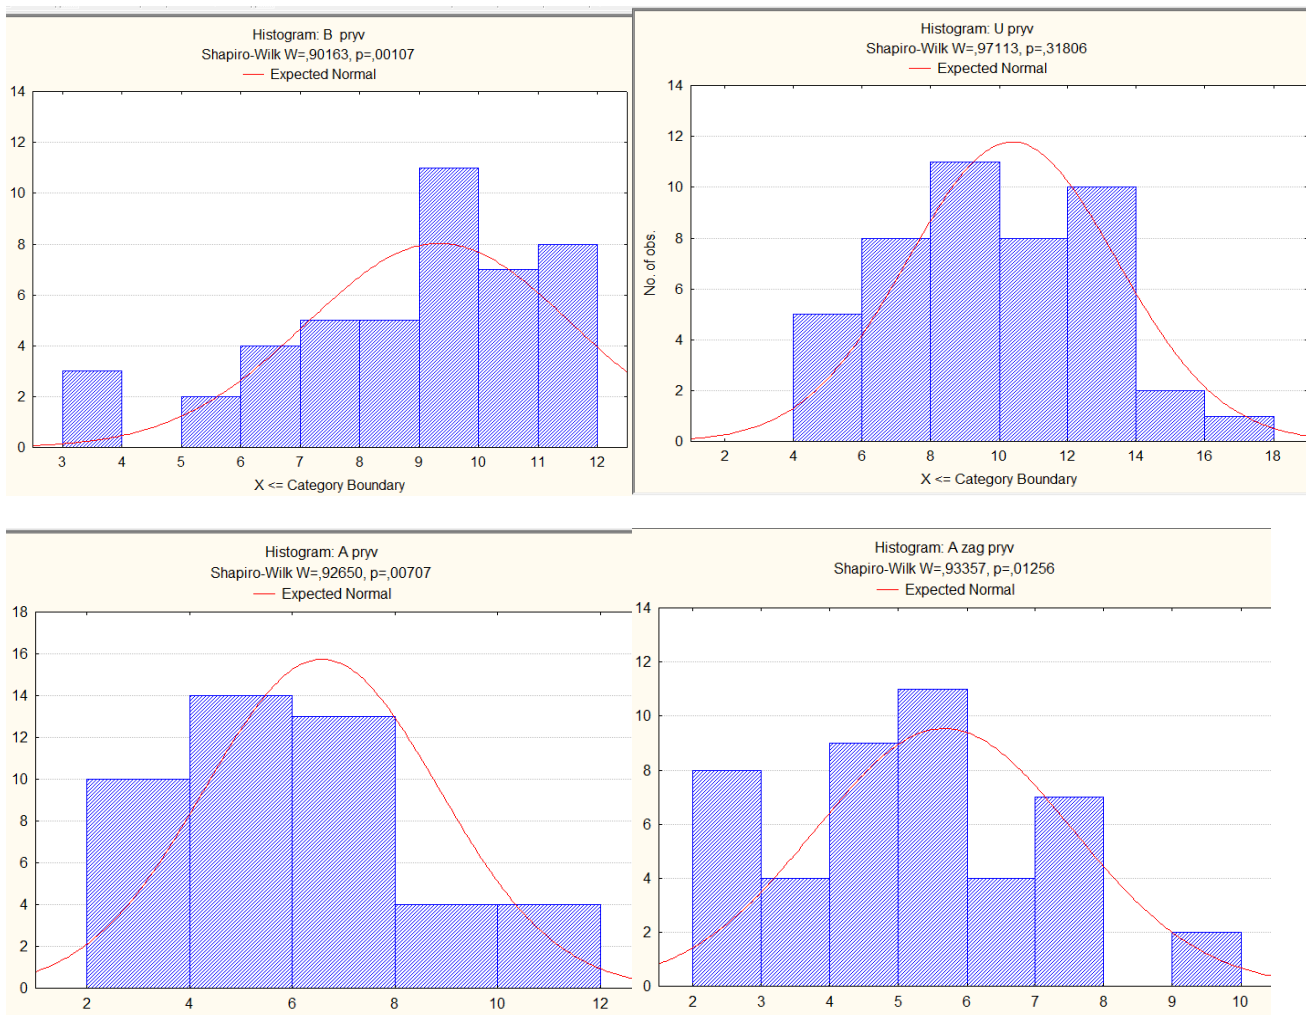 Histogram: B pryv
Shapiro-Wilk W=,90163, p=,00107
Expected Normal
14
12
10
8
6
4
2
0
3 4 5 6 7 8 9 10 11 12
X <= Category Boundary
Histogram: U pryv
Shapiro-Wilk W=,97113, p=,31806
Expected Normal
No. of obs.
14
12
10
8
6
4
2
0
2 4 6 8 10 12 14 16 18
X <= Category Boundary
Histogram: A pryv
Shapiro-Wilk W=,92650, p=,00707
Expected Normal
18
16
14
12
10
8
6
4
2
0
2 4 6 8 10 12
Histogram: A zag pryv
Shapiro-Wilk W=,93357, p=,01256
Expected Normal
14
12
10
8
6
4
2
0
2 3 4 5 6 7 8 9 10